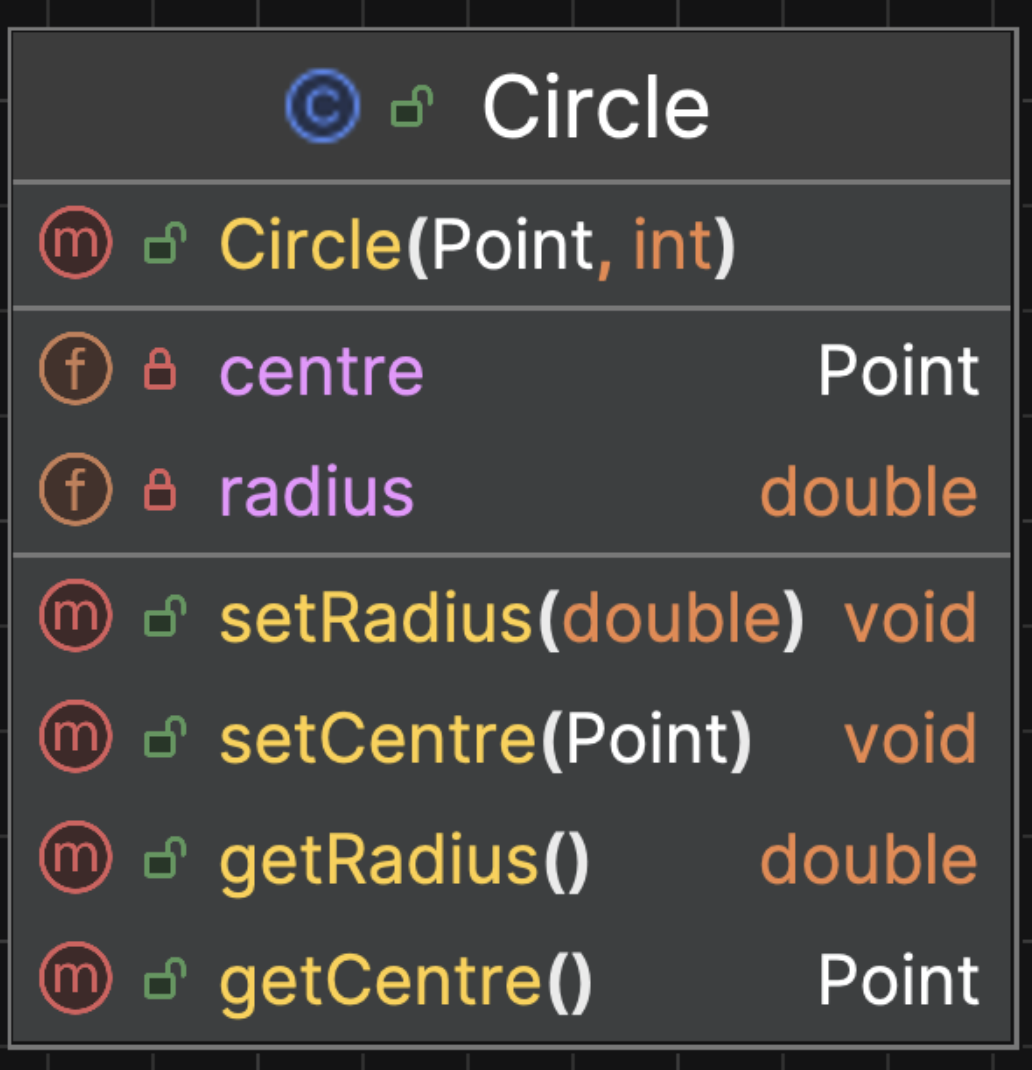 C Circle
m Circle(Point, int)
f centre Point
f radius double
m setRadius(double) void
m setCentre(Point) void
m getRadius() double
m getCentre() Point